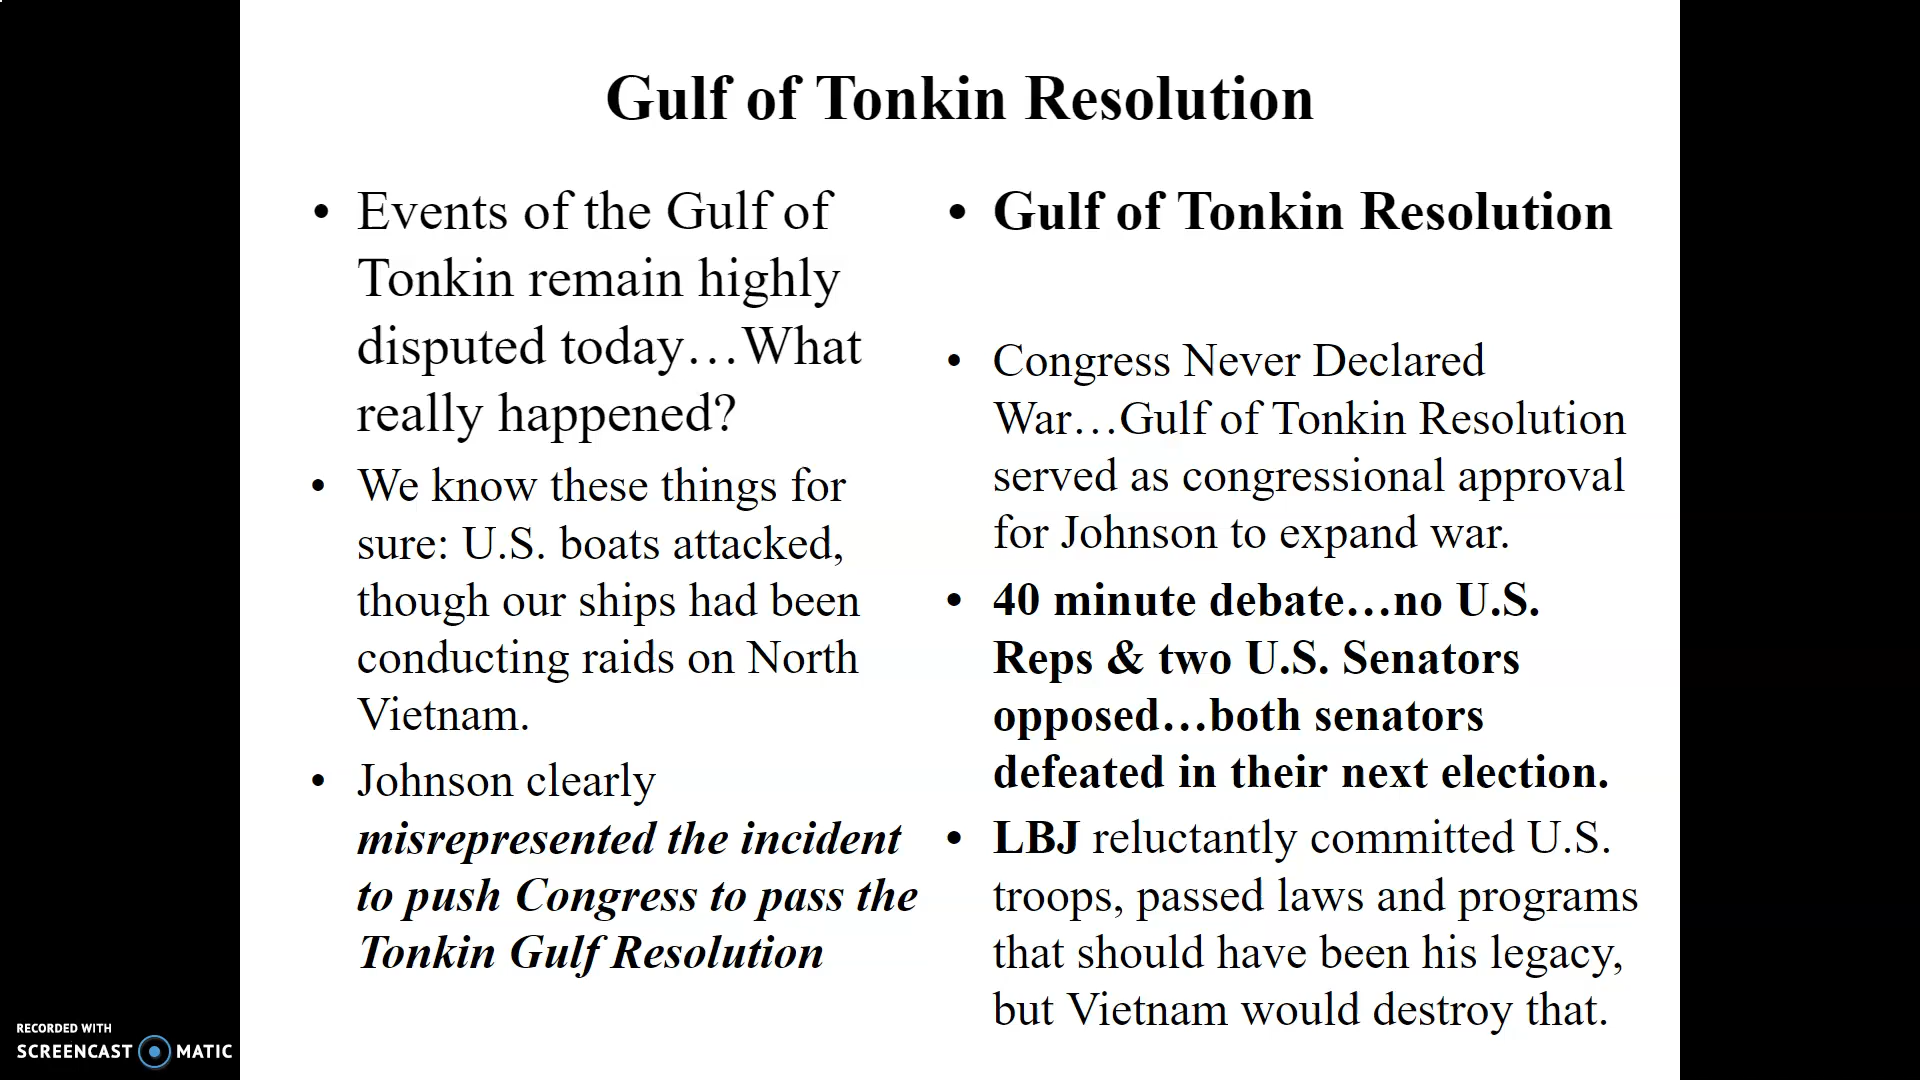 Gulf of Tonkin Resolution
• Events of the Gulf of
Tonkin remain highly
disputed today…What
really happened?
• We know these things for
sure: U.S. boats attacked,
though our ships had been
conducting raids on North
Vietnam.
• Johnson clearly
misrepresented the incident
to push Congress to pass the
Tonkin Gulf Resolution
• Gulf of Tonkin Resolution
• Congress Never Declared
War…Gulf of Tonkin Resolution
served as congressional approval
for Johnson to expand war.
• 40 minute debate…no U.S.
Reps & two U.S. Senators
opposed…both senators
defeated in their next election.
• LBJ reluctantly committed U.S.
troops, passed laws and programs
that should have been his legacy,
but Vietnam would destroy that.
RECORDED WITH
SCREENCAST MATIC